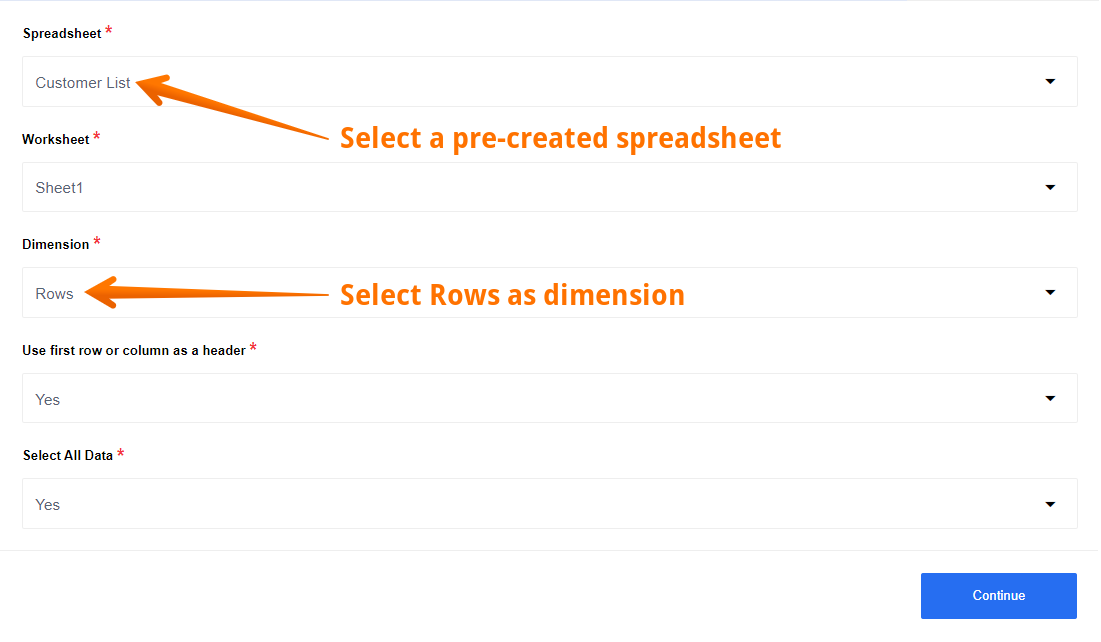 Spreadsheet *
Customer List
Select a pre-created spreadsheet
Worksheet *
Sheet1
Dimension *
Rows
Select Rows as dimension
Use first row or column as a header *
Yes
Select All Data *
Yes
Continue